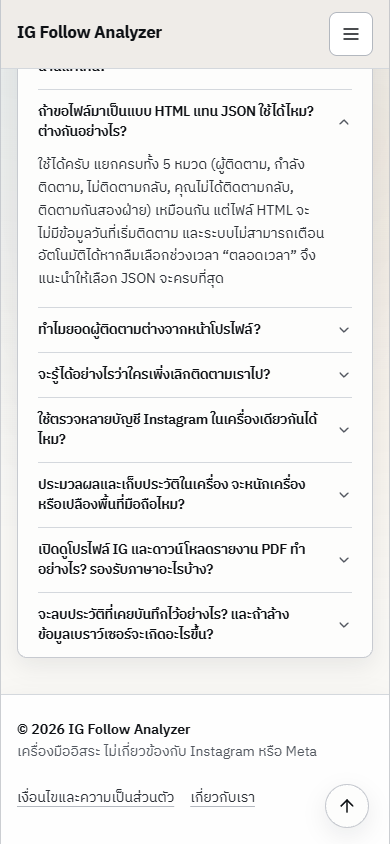 IG Follow Analyzer
ถ้าขอไฟล์มาเป็นแบบ HTML แทน JSON ใช้ได้ไหม?
ต่างกันอย่างไร?
ใช้ได้ครับ แยกครบทั้ง 5 หมวด (ผู้ติดตาม, กำลัง
ติดตาม, ไม่ติดตามกลับ, คุณไม่ได้ติดตามกลับ,
ติดตามกันสองฝ่าย) เหมือนกัน แต่ไฟล์ HTML จะ
ไม่มีข้อมูลวันที่เริ่มติดตาม และระบบไม่สามารถเตือน
อัตโนมัติได้หากลืมเลือกช่วงเวลา “ตลอดเวลา” จึง
แนะนำให้เลือก JSON จะครบที่สุด
ทำไมยอดผู้ติดตามต่างจากหน้าโปรไฟล์?
จะรู้ได้อย่างไรว่าใครเพิ่งเลิกติดตามเราไป?
ใช้ตรวจหลายบัญชี Instagram ในเครื่องเดียวกันได้
ไหม?
ประมวลผลและเก็บประวัติในเครื่อง จะหนักเครื่อง
หรือเปลืองพื้นที่มือถือไหม?
เปิดดูโปรไฟล์ IG และดาวน์โหลดรายงาน PDF ทำ
อย่างไร? รองรับภาษาอะไรบ้าง?
จะลบประวัติที่เคยบันทึกไว้อย่างไร? และถ้าล้าง
ข้อมูลเบราว์เซอร์จะเกิดอะไรขึ้น?
© 2026 IG Follow Analyzer
เครื่องมืออิสระ ไม่เกี่ยวข้องกับ Instagram หรือ Meta
เงื่อนไขและความเป็นส่วนตัว เกี่ยวกับเรา